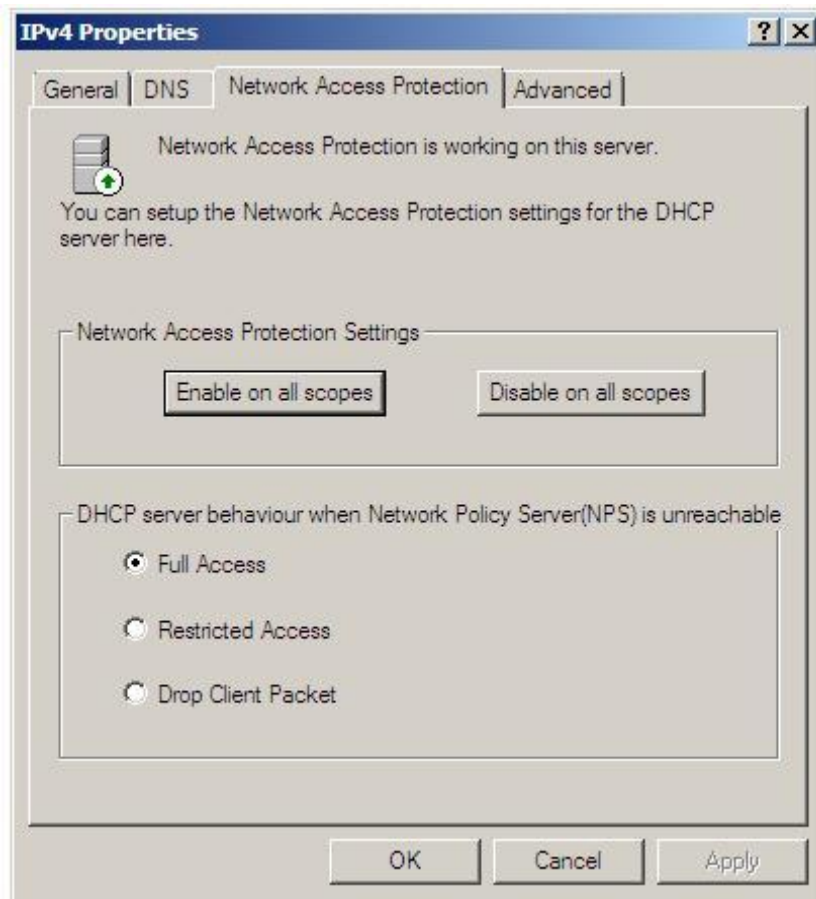 IPv4 Properties
General
DNS
Network Access Protection
Advanced
Network Access Protection is working on this server.
You can setup the Network Access Protection settings for the DHCP
server here.
Network Access Protection Settings
Enable on all scopes
Disable on all scopes
DHCP server behaviour when Network Policy Server(NPS) is unreachable
Full Access
Restricted Access
Drop Client Packet
OK
Cancel
Apply